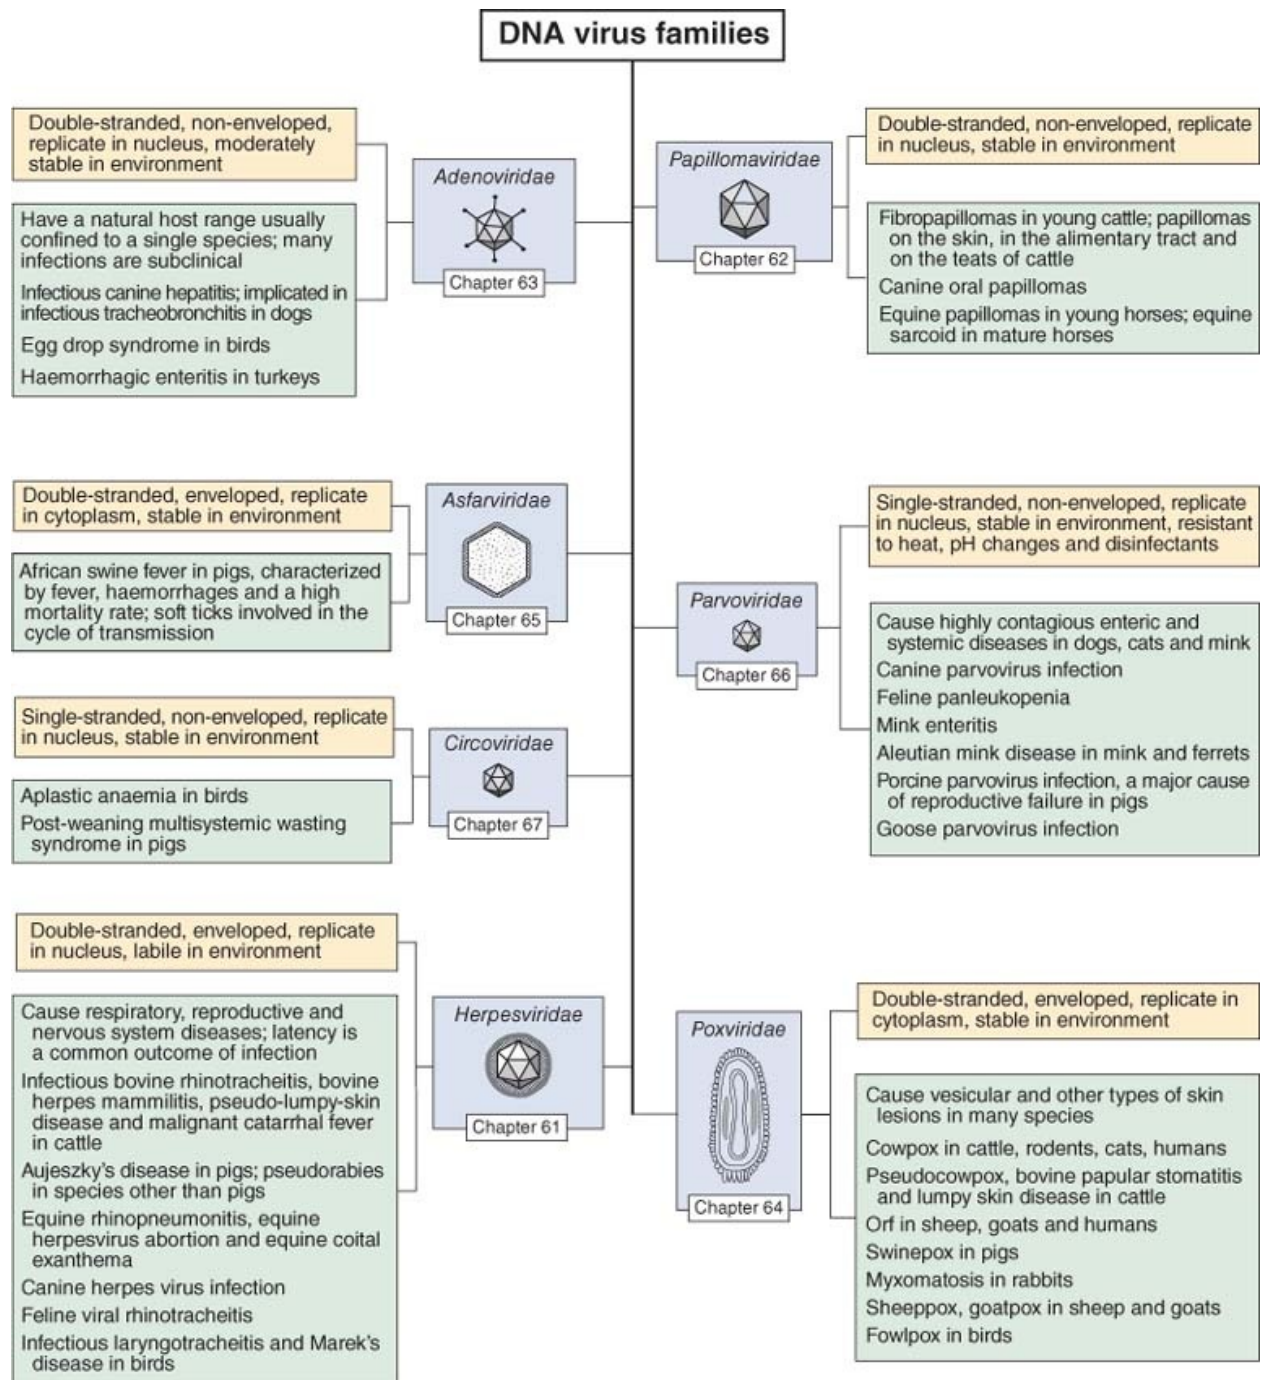 DNA virus families
Double-stranded, non-enveloped,
replicate in nucleus, moderately
stable in environment
Adenoviridae
Chapter 63
Have a natural host range usually
confined to a single species; many
infections are subclinical
Infectious canine hepatitis; implicated in
infectious tracheobronchitis in dogs
Egg drop syndrome in birds
Haemorrhagic enteritis in turkeys
Papillomaviridae
Chapter 62
Double-stranded, non-enveloped, replicate
in nucleus, stable in environment
Fibropapillomas in young cattle; papillomas
on the skin, in the alimentary tract and
on the teats of cattle
Canine oral papillomas
Equine papillomas in young horses; equine
sarcoid in mature horses
Double-stranded, enveloped, replicate
in cytoplasm, stable in environment
Asfarviridae
Chapter 65
African swine fever in pigs, characterized
by fever, haemorrhages and a high
mortality rate; soft ticks involved in the
cycle of transmission
Parvoviridae
Chapter 66
Single-stranded, non-enveloped, replicate
in nucleus, stable in environment, resistant
to heat, pH changes and disinfectants
Cause highly contagious enteric and
systemic diseases in dogs, cats and mink
Canine parvovirus infection
Feline panleukopenia
Mink enteritis
Aleutian mink disease in mink and ferrets
Porcine parvovirus infection, a major cause
of reproductive failure in pigs
Goose parvovirus infection
Single-stranded, non-enveloped, replicate
in nucleus, stable in environment
Circoviridae
Chapter 67
Aplastic anaemia in birds
Post-weaning multisystemic wasting
syndrome in pigs
Double-stranded, enveloped, replicate
in nucleus, labile in environment
Herpesviridae
Chapter 61
Cause respiratory, reproductive and
nervous system diseases; latency is
a common outcome of infection
Infectious bovine rhinotracheitis, bovine
herpes mammilitis, pseudo-lumpy-skin
disease and malignant catarrhal fever
in cattle
Aujeszky's disease in pigs; pseudorabies
in species other than pigs
Equine rhinopneumonitis, equine
herpesvirus abortion and equine coital
exanthema
Canine herpes virus infection
Feline viral rhinotracheitis
Infectious laryngotracheitis and Marek's
disease in birds
Poxviridae
Chapter 64
Double-stranded, enveloped, replicate in
cytoplasm, stable in environment
Cause vesicular and other types of skin
lesions in many species
Cowpox in cattle, rodents, cats, humans
Pseudocowpox, bovine papular stomatitis
and lumpy skin disease in cattle
Orf in sheep, goats and humans
Swinepox in pigs
Myxomatosis in rabbits
Sheeppox, goatpox in sheep and goats
Fowlpox in birds